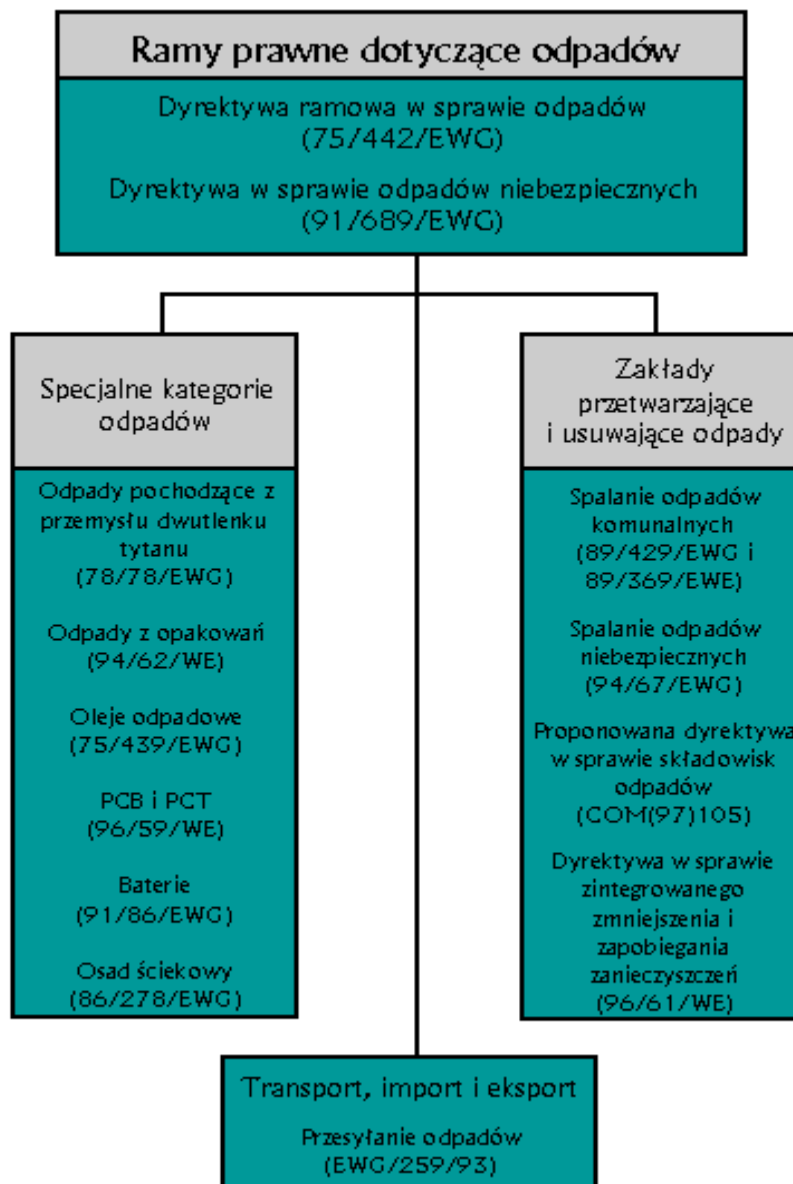 Ramy prawne dotyczące odpadów
Dyrektywa ramowa w sprawie odpadów
(75/442/EWG)
Dyrektywa w sprawie odpadów niebezpiecznych
(91/689/EWG)
Specjalne kategorie
odpadów
Odpady pochodzące z
przemysłu dwutlenku
tytanu
(78/78/EWG)
Odpady z opakowań
(94/62/WE)
Oleje odpadowe
(75/439/EWG)
PCB i PCT
(96/59/WE)
Baterie
(91/86/EWG)
Osad ściekowy
(86/278/EWG)
Zakłady
przetwarzające
i usuwające odpady
Spalanie odpadów
komunalnych
(89/429/EWG i
89/369/EWE)
Spalanie odpadów
niebezpiecznych
(94/67/EWG)
Proponowana dyrektywa
w sprawie składowisk
odpadów
(COM(97)105)
Dyrektywa w sprawie
zintegrowanego
zmniejszenia i
zapobiegania
zanieczyszczeń
(96/61/WE)
Transport, import i eksport
Przesyłanie odpadów
(EWG/259/93)